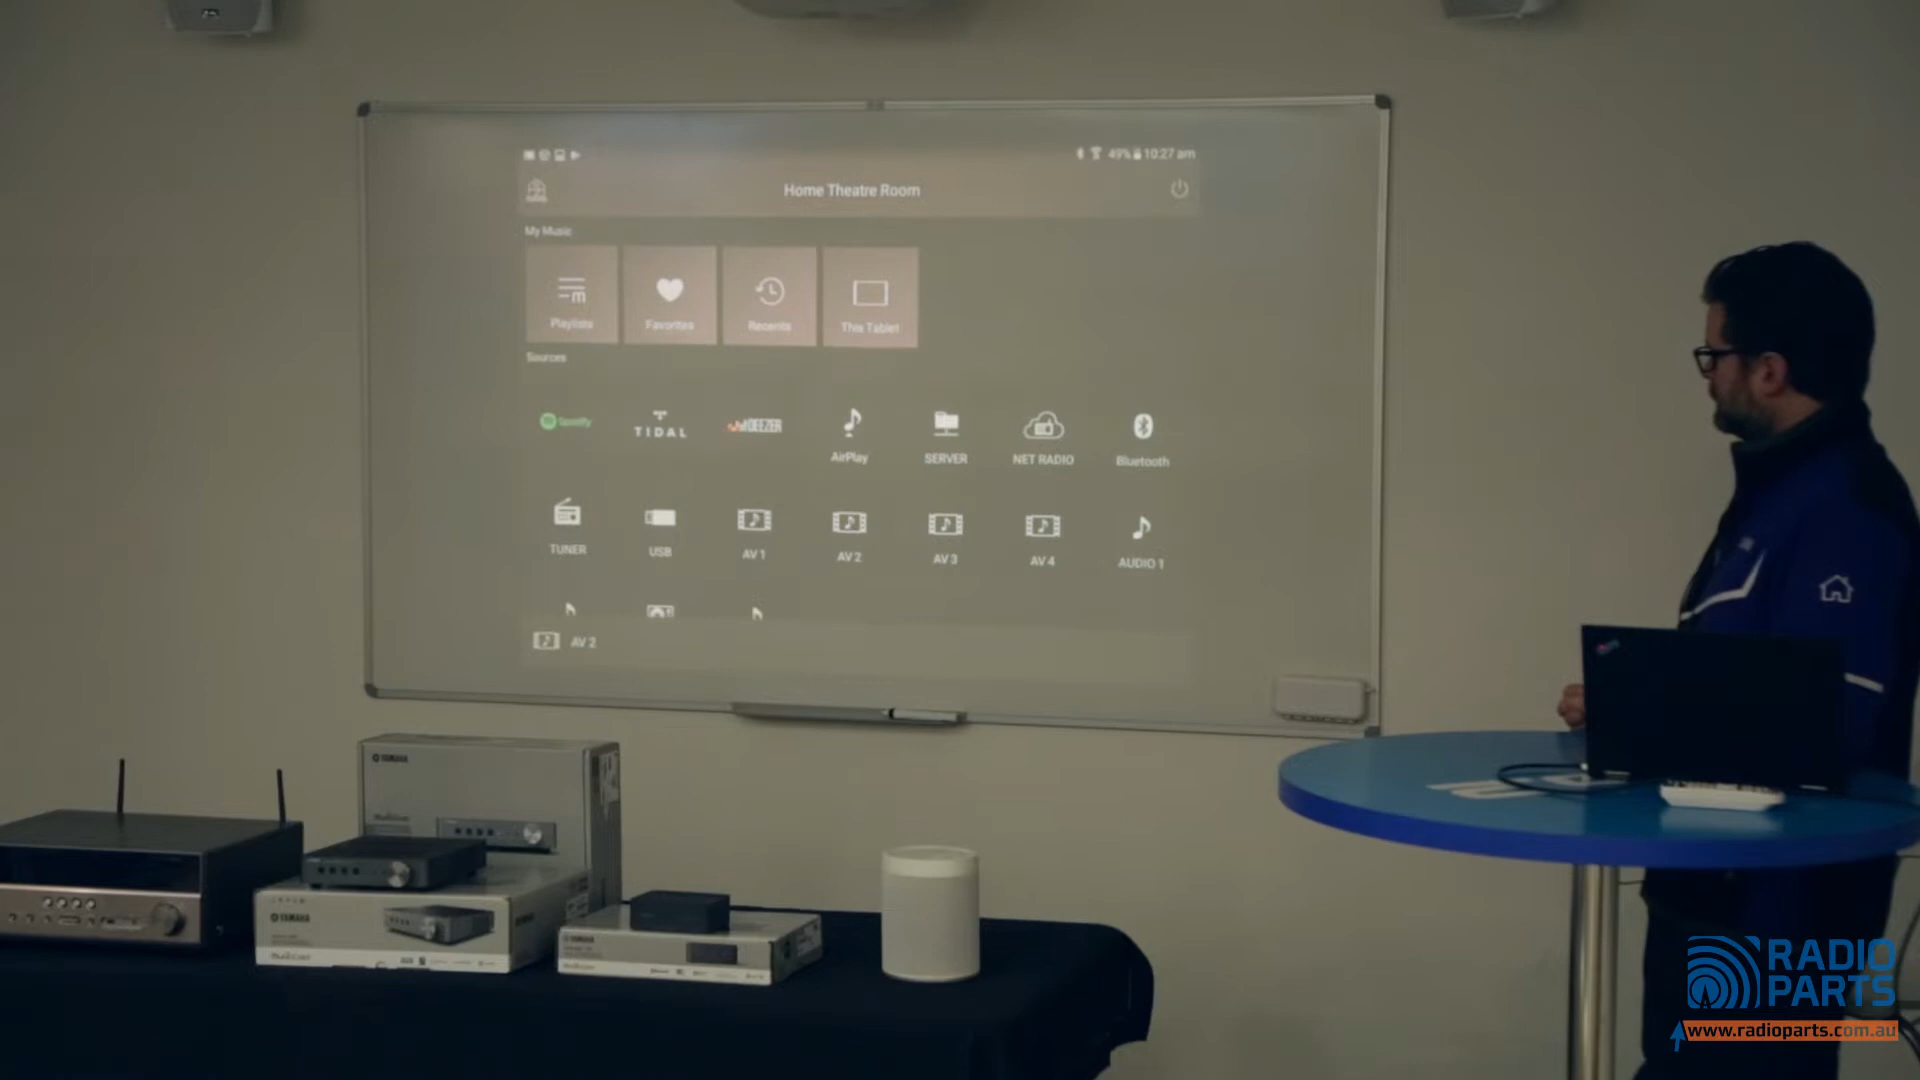 49% 10:27 am
Home Theatre Room
My Music
Playlists Favorites Recents This Tablet
Sources
Spotify TIDAL DEEZER AirPlay SERVER NET RADIO Bluetooth
TUNER USB AV 1 AV 2 AV 3 AV 4 AUDIO 1
AV 2
YAMAHA
YAMAHA
MusicCast
YAMAHA
RADIO
PARTS
www.radioparts.com.au